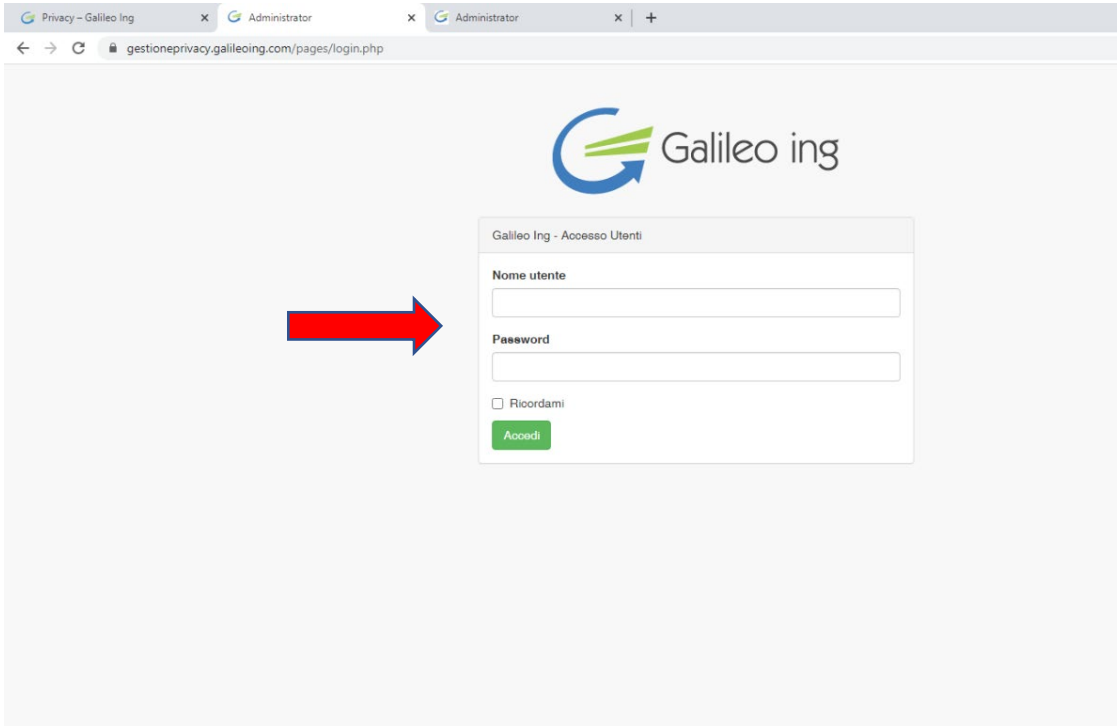 Privacy – Galileo Ing
Administrator
Administrator
gestioneprivacy.galileoing.com/pages/login.php
Galileo ing
Galileo Ing - Accesso Utenti
Nome utente
Password
Ricordami
Accedi